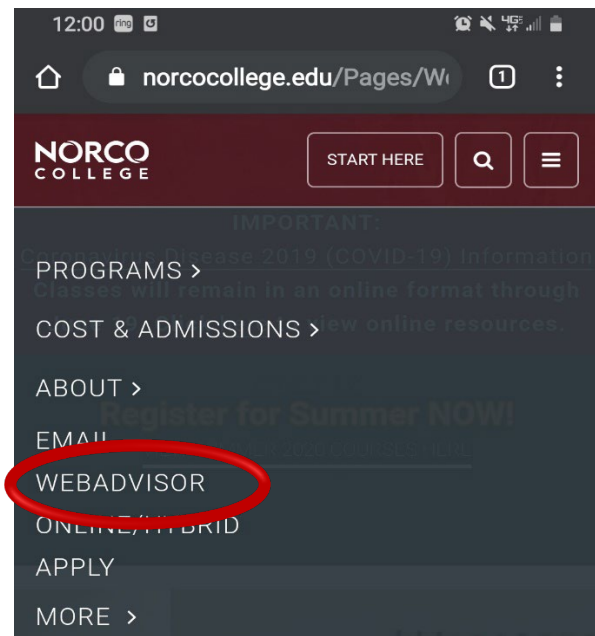 12:00 ring
4GE
norcocollege.edu/Pages/W
1
NORCO
COLLEGE
START HERE
IMPORTANT:
Coronavirus Disease 2019 (COVID-19) Information
PROGRAMS >
Classes will remain in an online format through
COST & ADMISSIONS >
view online resources.
ABOUT >
Register for Summer NOW!
EMAIL
WEBADVISOR
ONLINE/HYBRID
APPLY
MORE >